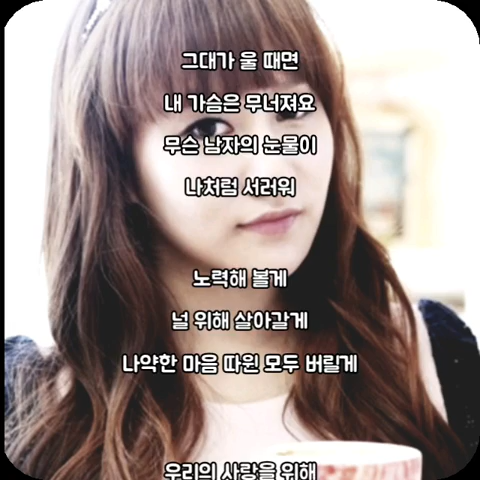 그대가 울 때면
내 가슴은 무너져요
무슨 남자의 눈물이
나처럼 서러워
노력해 볼게
널 위해 살아갈게
나약한 마음 따윈 모두 버릴게
우리의 사랑을 위해